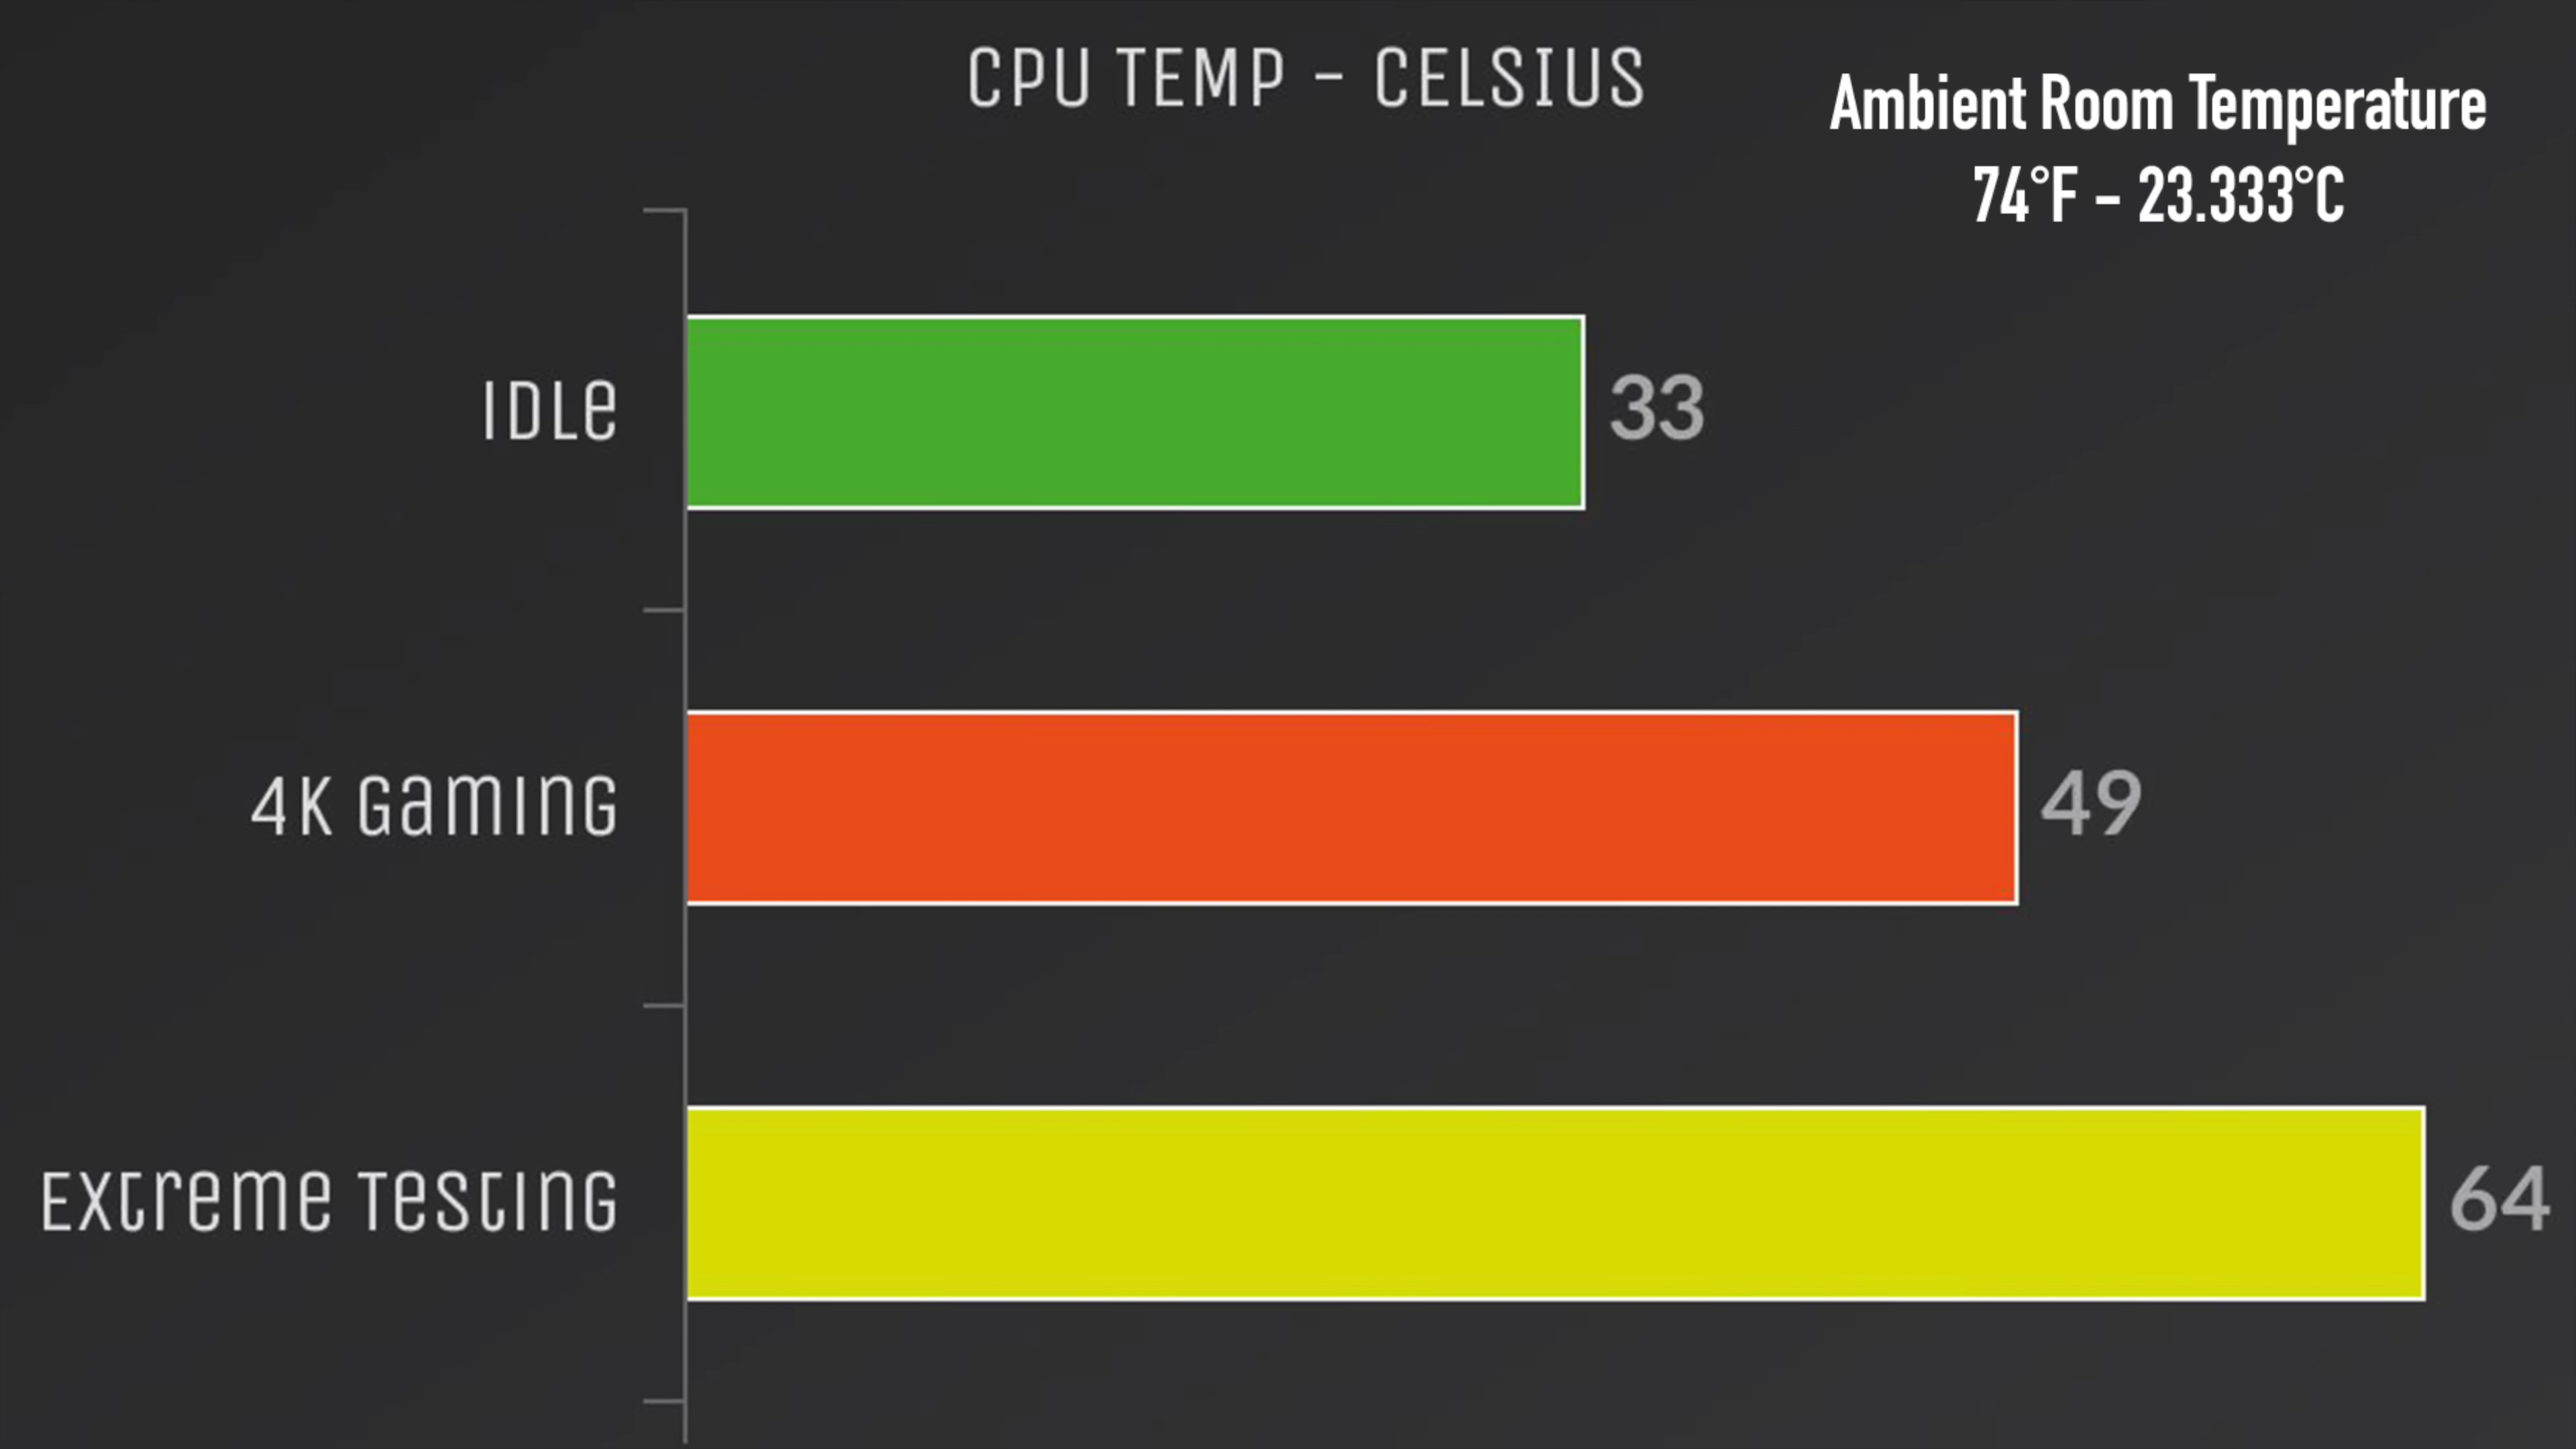 CPU TEMP - CELSIUS
Ambient Room Temperature
74°F - 23.333°C
IDLe 33
4K Gaming 49
Extreme Testing 64